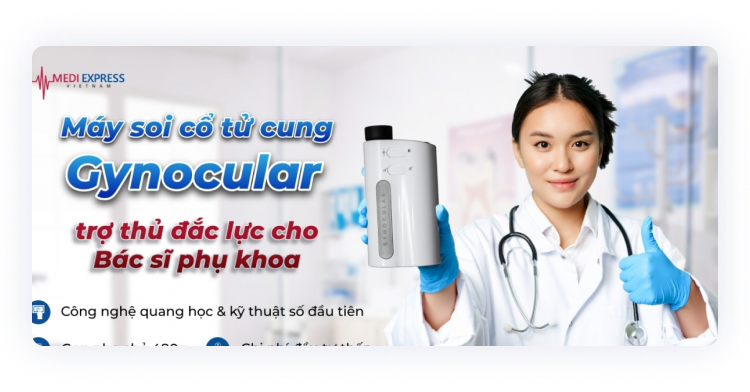 MEDI EXPRESS
VIETNAM
Máy soi cổ tử cung
Gynocular
trợ thủ đắc lực cho
Bác sĩ phụ khoa
GYNOCULAR
Công nghệ quang học & kỹ thuật số đầu tiên